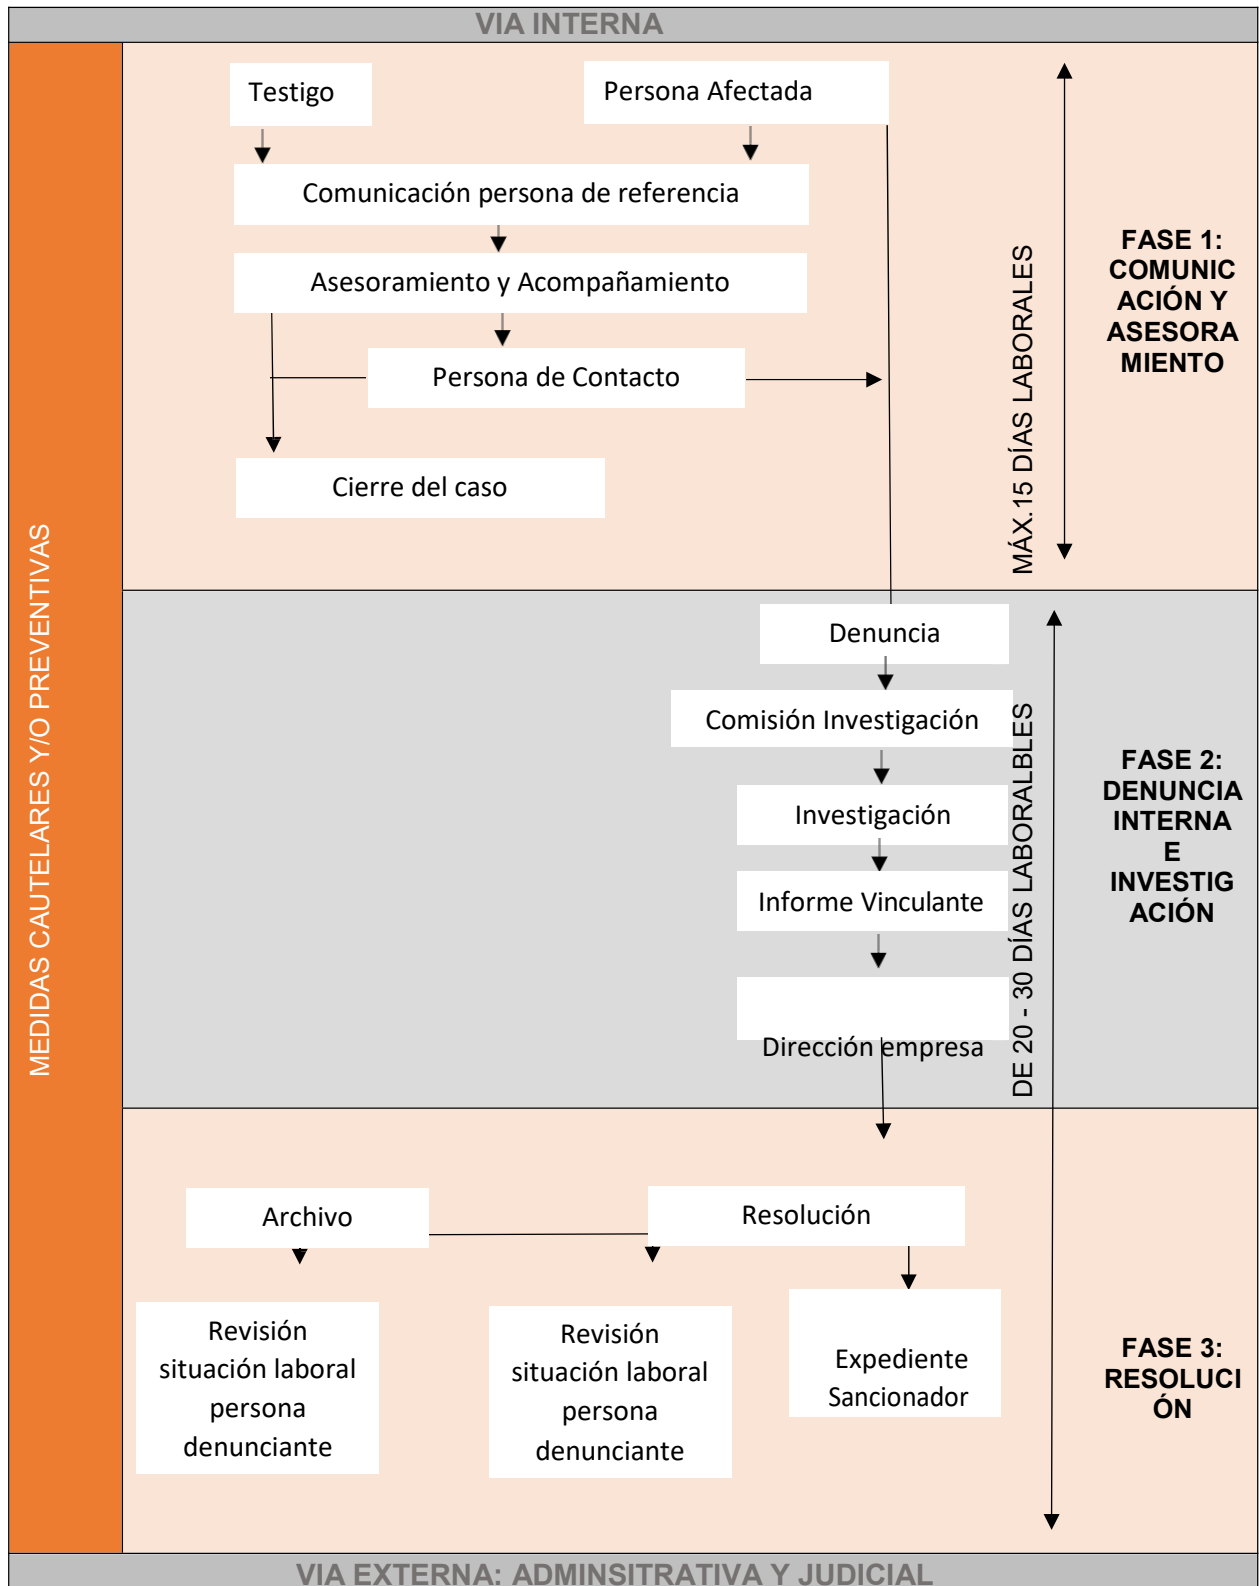 VIA INTERNA
MEDIDAS CAUTELARES Y/O PREVENTIVAS
Testigo
Persona Afectada
Comunicación persona de referencia
Asesoramiento y Acompañamiento
Persona de Contacto
Cierre del caso
MÁX.15 DÍAS LABORALES
FASE 1:
COMUNIC
ACIÓN Y
ASESORA
MIENTO
Denuncia
Comisión Investigación
Investigación
Informe Vinculante
Dirección empresa
DE 20 - 30 DÍAS LABORALBLES
FASE 2:
DENUNCIA
INTERNA
E
INVESTIG
ACIÓN
Archivo
Resolución
Revisión
situación laboral
persona
denunciante
Revisión
situación laboral
persona
denunciante
Expediente
Sancionador
FASE 3:
RESOLUCI
ÓN
VIA EXTERNA: ADMINSITRATIVA Y JUDICIAL